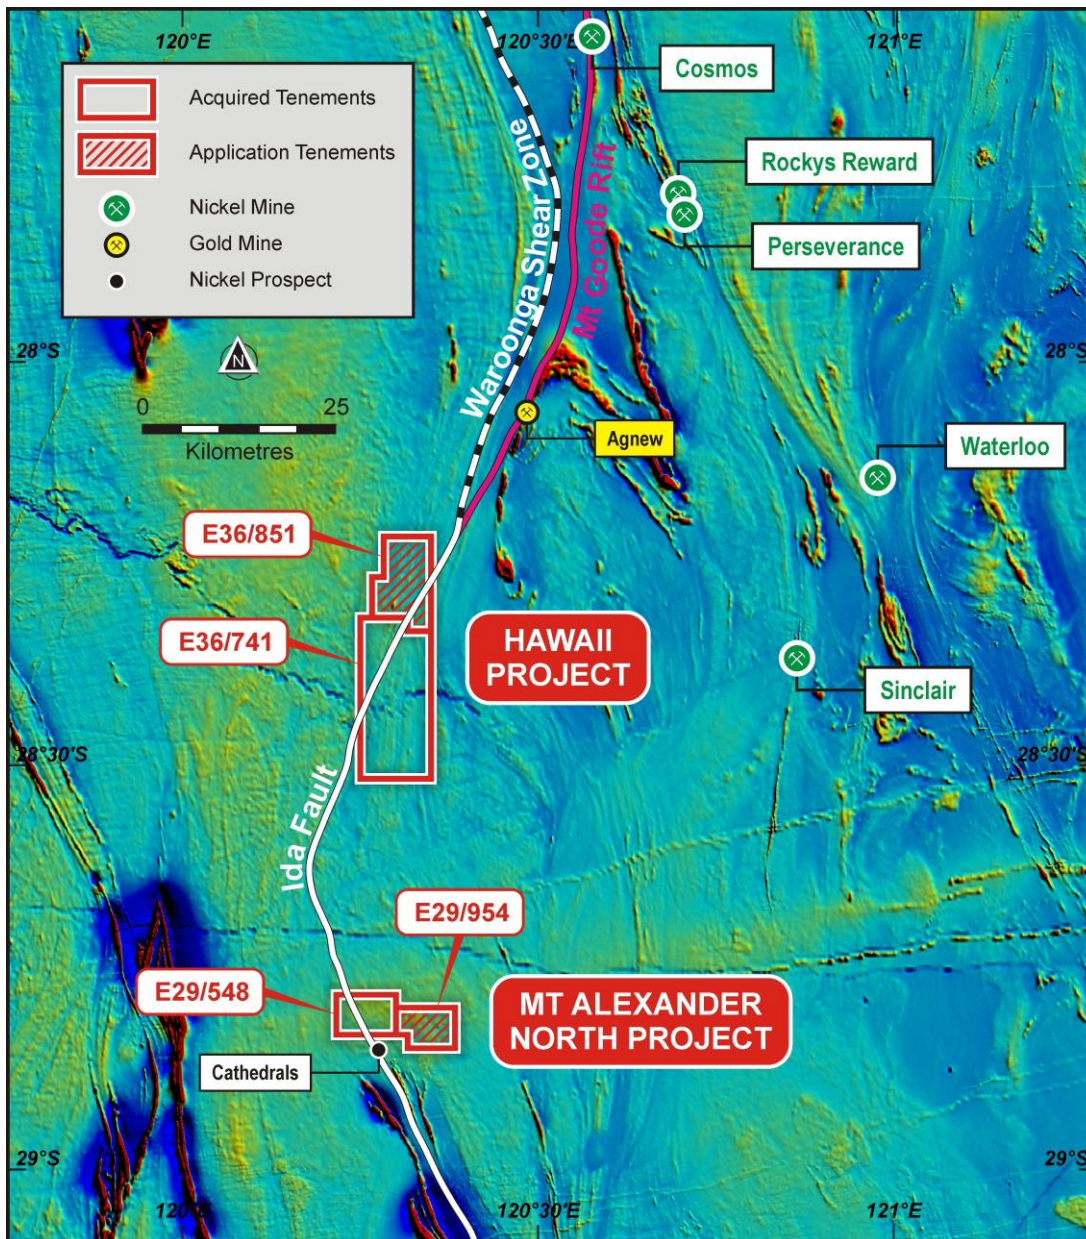 120°E
120°30'E
121°E
Cosmos
Acquired Tenements
Application Tenements
Nickel Mine
Gold Mine
Nickel Prospect
Rockys Reward
Perseverance
Waroonga Shear Zone
Mt Goode Rift
28°S
28°S
N
0
25
Kilometres
Agnew
Waterloo
E36/851
E36/741
HAWAII
PROJECT
Sinclair
28°30'S
28°30'S
Ida Fault
E29/954
E29/548
MT ALEXANDER
NORTH PROJECT
Cathedrals
29°S
29°S
120°E
120°30'E
121°E